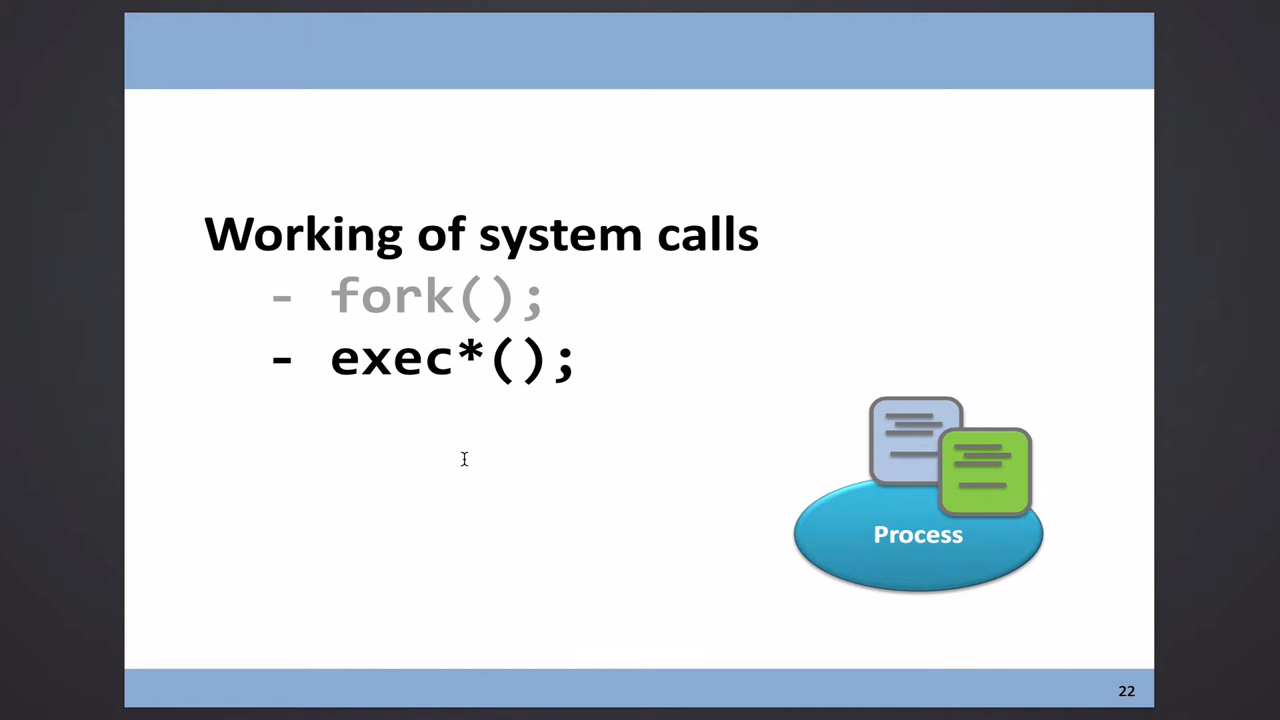 Working of system calls
- fork();
- exec*();
Process
22